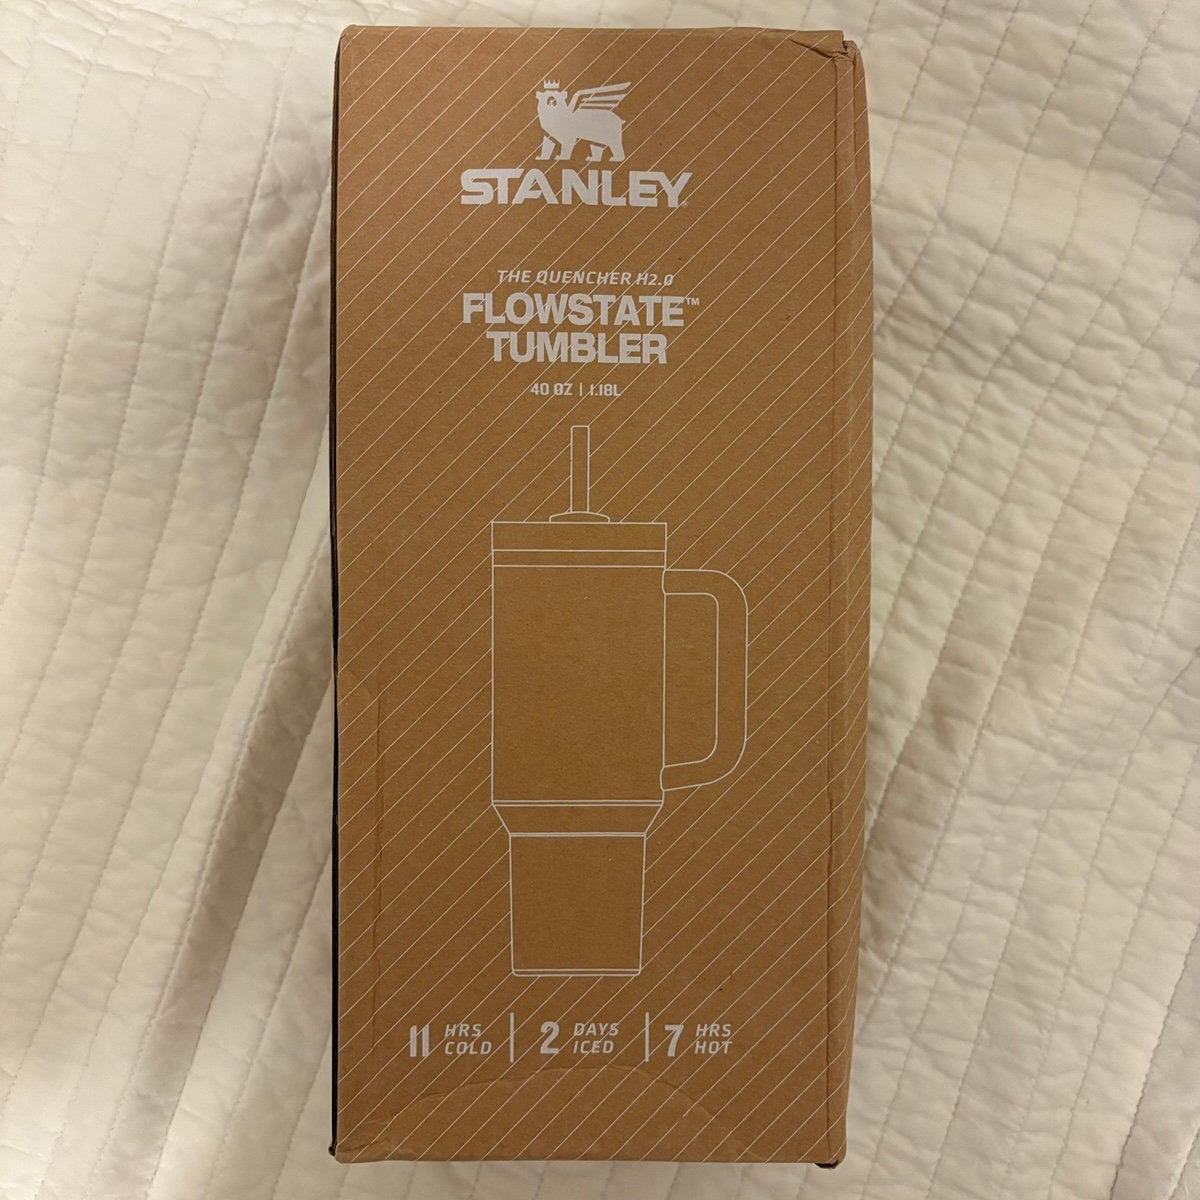 STANLEY
THE QUENCHER H2.0
FLOWSTATE™
TUMBLER
40 OZ | 1.18L
11 HRS COLD | 2 DAYS ICED | 7 HRS HOT